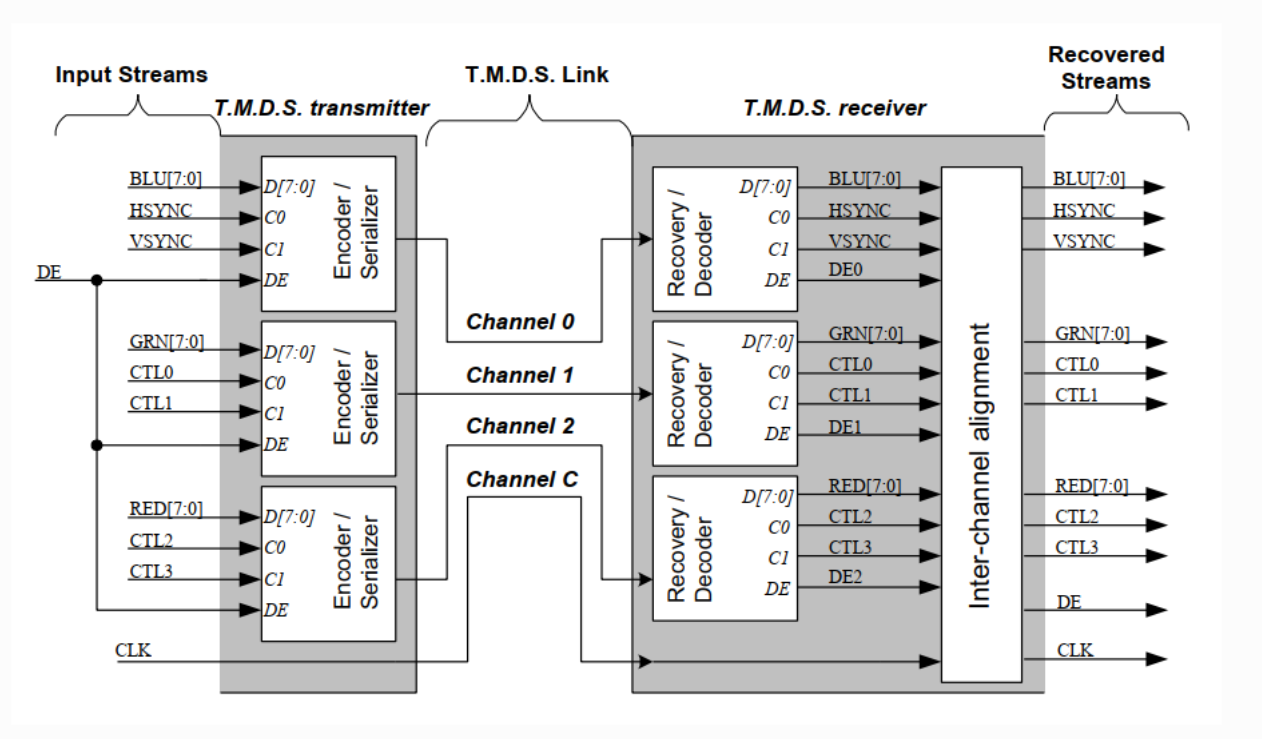 Input Streams
T.M.D.S. Link
Recovered
Streams
T.M.D.S. transmitter
T.M.D.S. receiver
BLU[7:0]
HSYNC
VSYNC
DE
D[7:0]
C0
C1
DE
Encoder /
Serializer
GRN[7:0]
CTL0
CTL1
D[7:0]
C0
C1
DE
Encoder /
Serializer
RED[7:0]
CTL2
CTL3
D[7:0]
C0
C1
DE
Encoder /
Serializer
CLK
Channel 0
Channel 1
Channel 2
Channel C
Recovery /
Decoder
D[7:0]
C0
C1
DE
BLU[7:0]
HSYNC
VSYNC
DE0
Recovery /
Decoder
D[7:0]
C0
C1
DE
GRN[7:0]
CTL0
CTL1
DE1
Recovery /
Decoder
D[7:0]
C0
C1
DE
RED[7:0]
CTL2
CTL3
DE2
Inter-channel alignment
BLU[7:0]
HSYNC
VSYNC
GRN[7:0]
CTL0
CTL1
RED[7:0]
CTL2
CTL3
DE
CLK